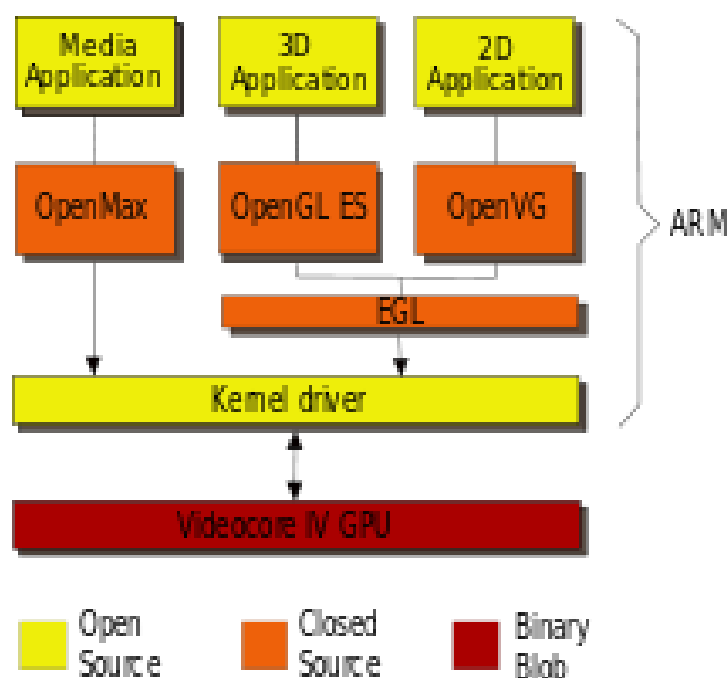 Media
Application
3D
Application
2D
Application
OpenMax
OpenGL ES
OpenVG
ARM
EGL
Kernel driver
Videocore IV GPU
Open
Source
Closed
Source
Binary
Blob